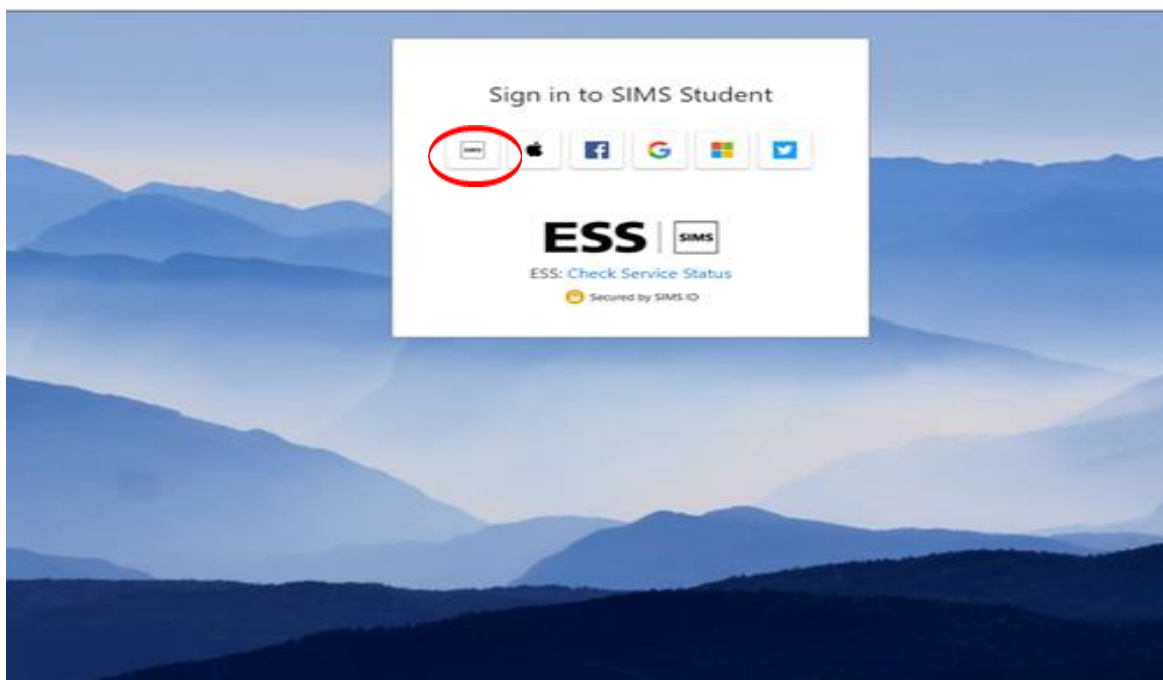 Sign in to SIMS Student
SIMS
ESS SIMS
ESS: Check Service Status
Secured by SIMS ID